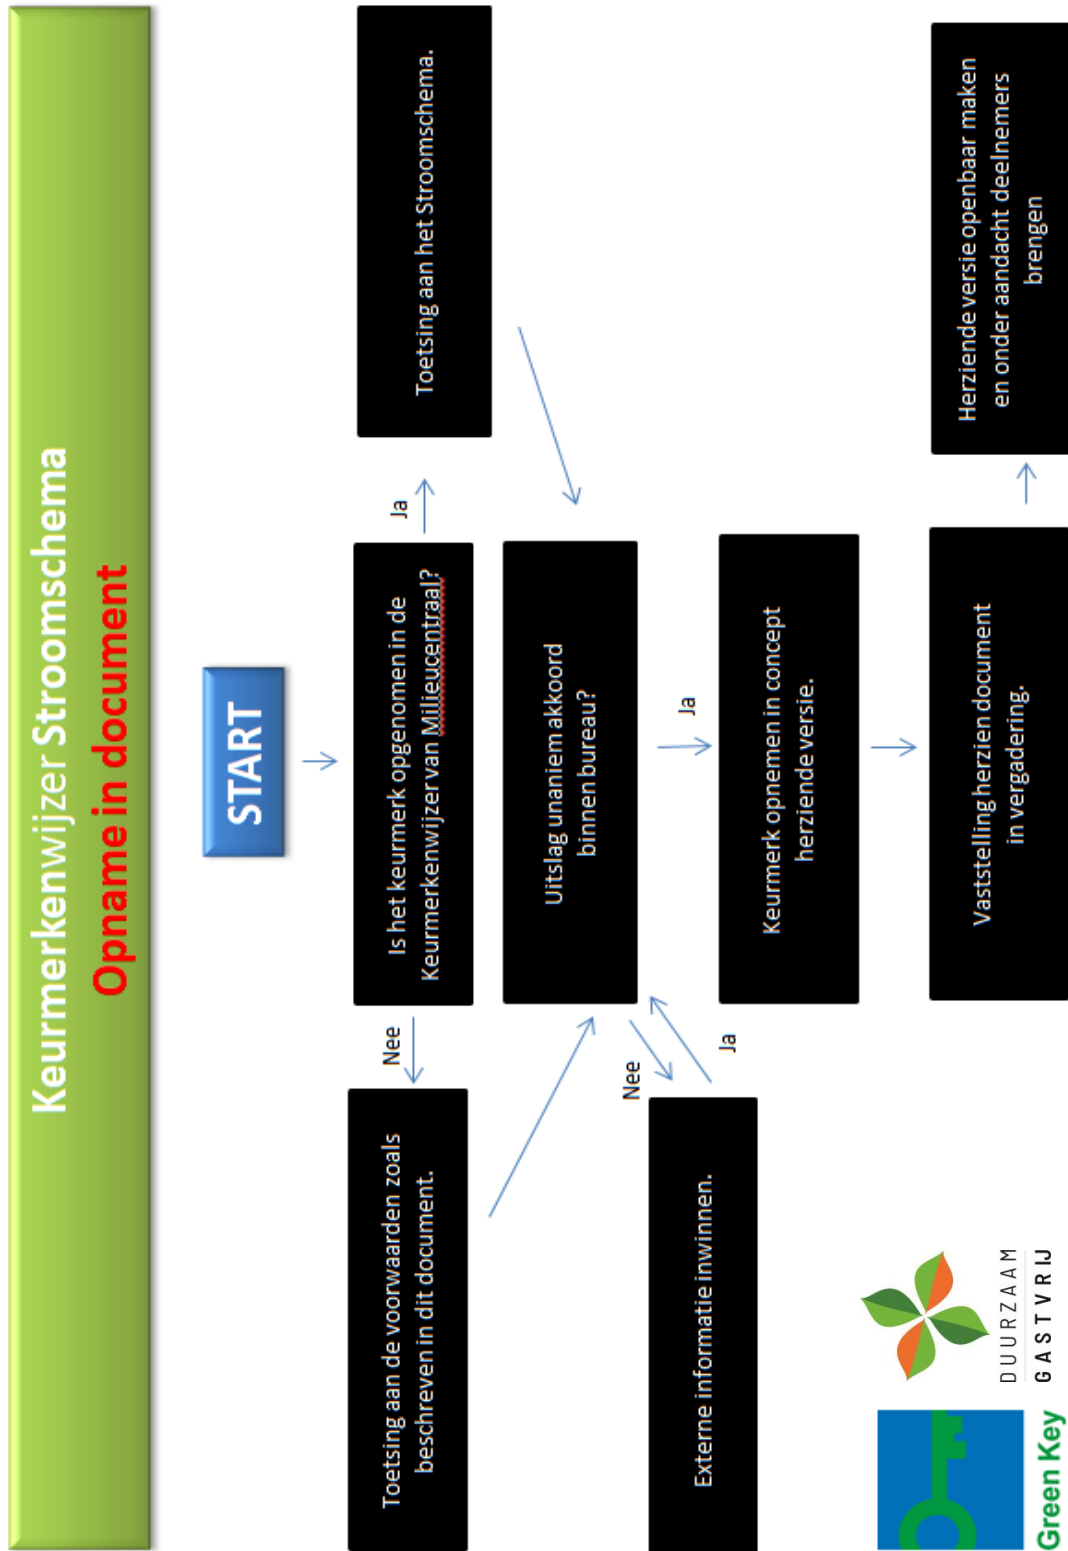 Keurmerkenwijzer Stroomschema
Opname in document
START
Is het keurmerk opgenomen in de
Keurmerkenwijzer van Milieucentraal?
Nee
Ja
Toetsing aan de voorwaarden zoals
beschreven in dit document.
Toetsing aan het Stroomschema.
Uitslag unaniem akkoord
binnen bureau?
Nee
Ja
Ja
Externe informatie inwinnen.
Keurmerk opnemen in concept
herziende versie.
Vaststelling herzien document
in vergadering.
Herziende versie openbaar maken
en onder aandacht deelnemers
brengen
Green Key
DUURZAAM
GASTVRIJ